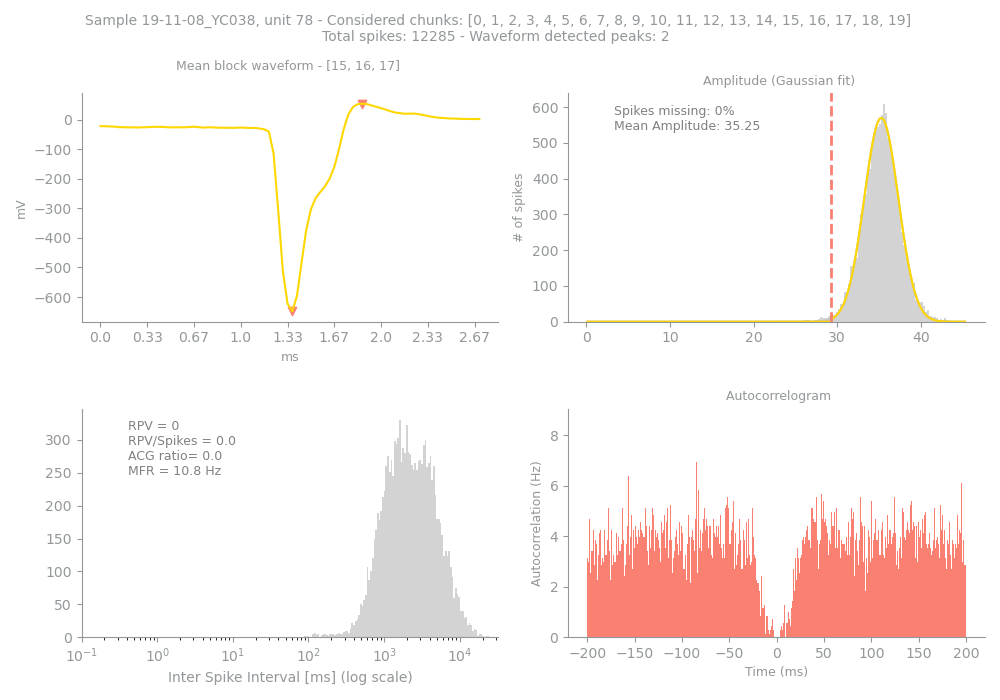 Sample 19-11-08_YC038, unit 78 - Considered chunks: [0, 1, 2, 3, 4, 5, 6, 7, 8, 9, 10, 11, 12, 13, 14, 15, 16, 17, 18, 19]
Total spikes: 12285 - Waveform detected peaks: 2
Mean block waveform - [15, 16, 17]
mV
0
−100
−200
−300
−400
−500
−600
0.0 0.33 0.67 1.0 1.33 1.67 2.0 2.33 2.67
ms
Amplitude (Gaussian fit)
Spikes missing: 0%
Mean Amplitude: 35.25
# of spikes
600
500
400
300
200
100
0
0 10 20 30 40
RPV = 0
RPV/Spikes = 0.0
ACG ratio= 0.0
MFR = 10.8 Hz
300
250
200
150
100
50
0
10−1 100 101 102 103 104
Inter Spike Interval [ms] (log scale)
Autocorrelogram
Autocorrelation (Hz)
8
6
4
2
0
−200 −150 −100 −50 0 50 100 150 200
Time (ms)